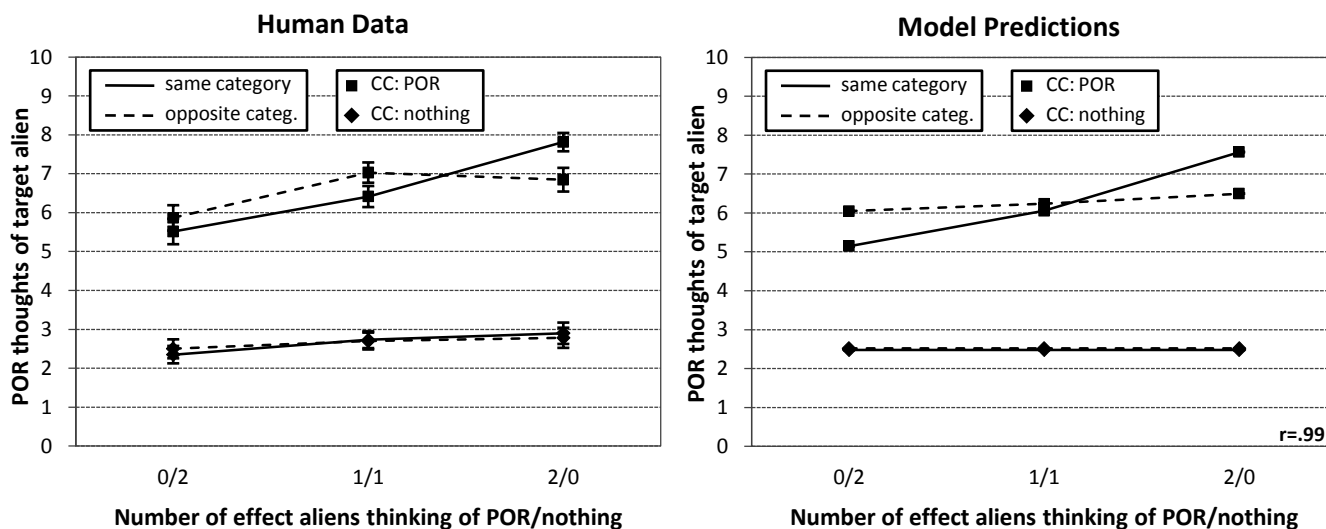 Human Data
10
9
8
7
6
5
4
3
2
1
0
POR thoughts of target alien
same category
opposite categ.
CC: POR
CC: nothing
0/2
1/1
2/0
Number of effect aliens thinking of POR/nothing
Model Predictions
10
9
8
7
6
5
4
3
2
1
0
POR thoughts of target alien
same category
opposite categ.
CC: POR
CC: nothing
r=.99
0/2
1/1
2/0
Number of effect aliens thinking of POR/nothing